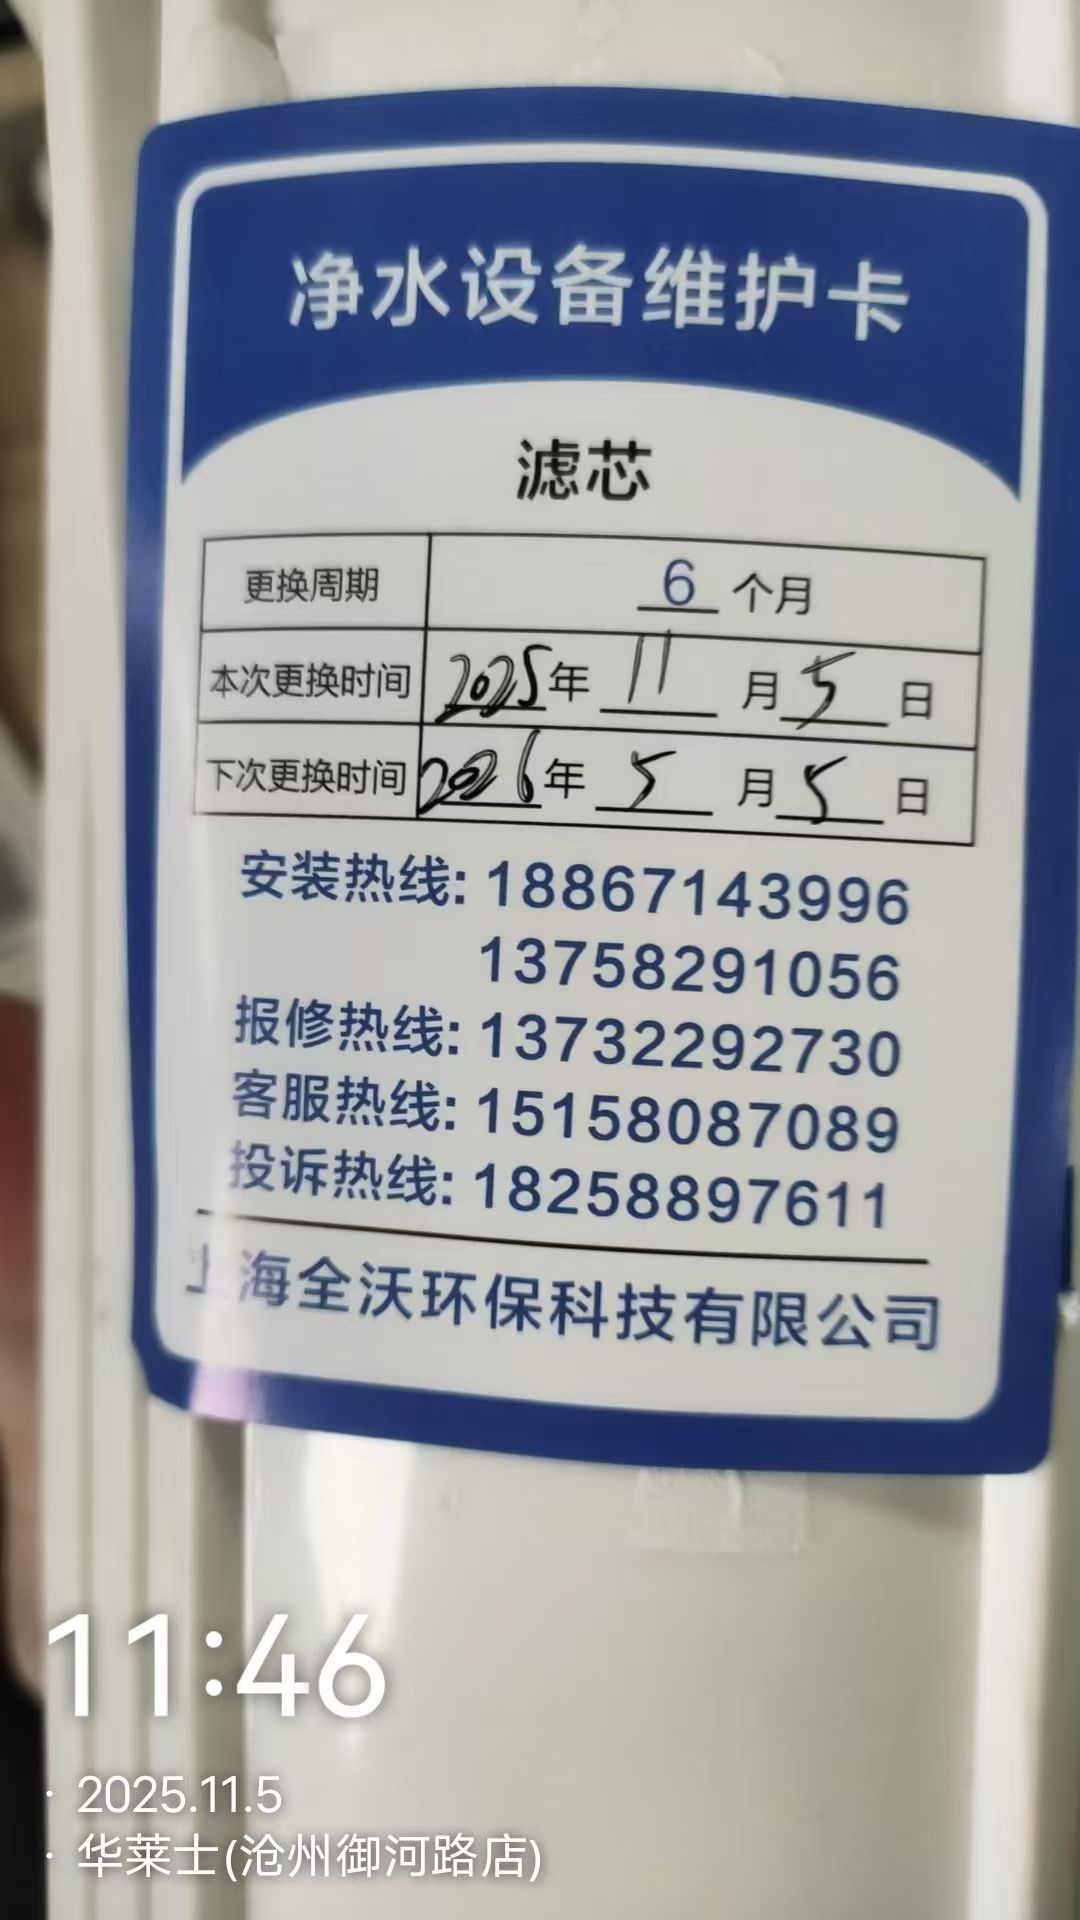 净水设备维护卡
滤芯
更换周期 6 个月
本次更换时间 2025年 11 月 5 日
下次更换时间 2026年 5 月 5 日
安装热线: 18867143996
13758291056
报修热线: 13732292730
客服热线: 15158087089
投诉热线: 18258897611
上海全沃环保科技有限公司
11:46
· 2025.11.5
· 华莱士(沧州御河路店)